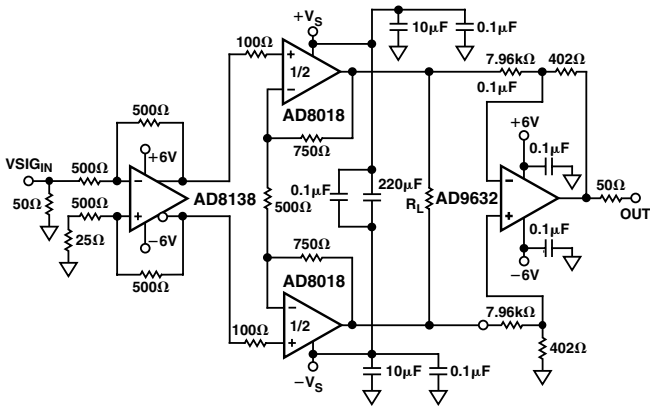 +VS
10µF
0.1µF
100Ω
7.96kΩ
402Ω
0.1µF
1/2
AD8018
500Ω
+6V
750Ω
+6V
0.1µF
VSIGIN
500Ω
50Ω
AD8138
0.1µF
500Ω
220µF
RL
AD9632
50Ω
OUT
500Ω
25Ω
−6V
500Ω
750Ω
0.1µF
−6V
AD8018
100Ω
1/2
7.96kΩ
402Ω
−VS
10µF
0.1µF